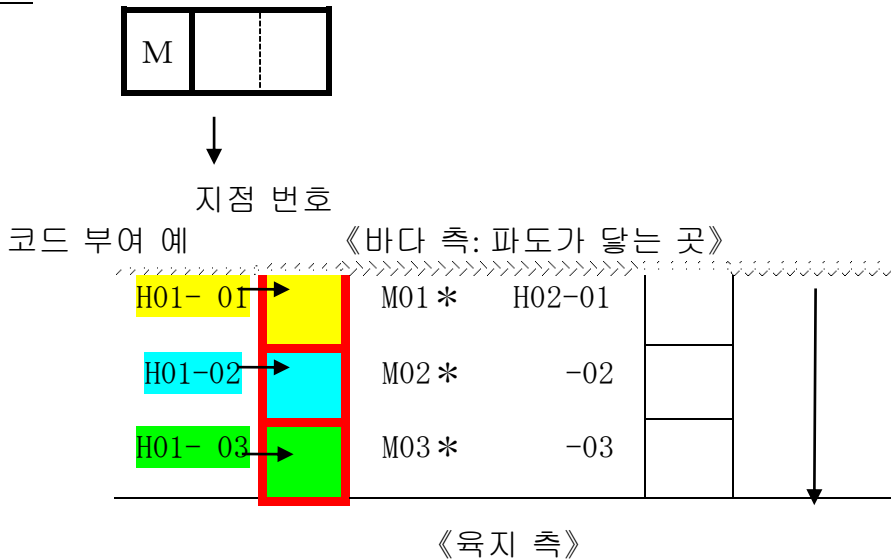 M
지점 번호
코드 부여 예 《바다 측: 파도가 닿는 곳》
H01- 01 M01＊ H02-01
H01-02 M02＊ -02
H01- 03 M03＊ -03
《육지 측》